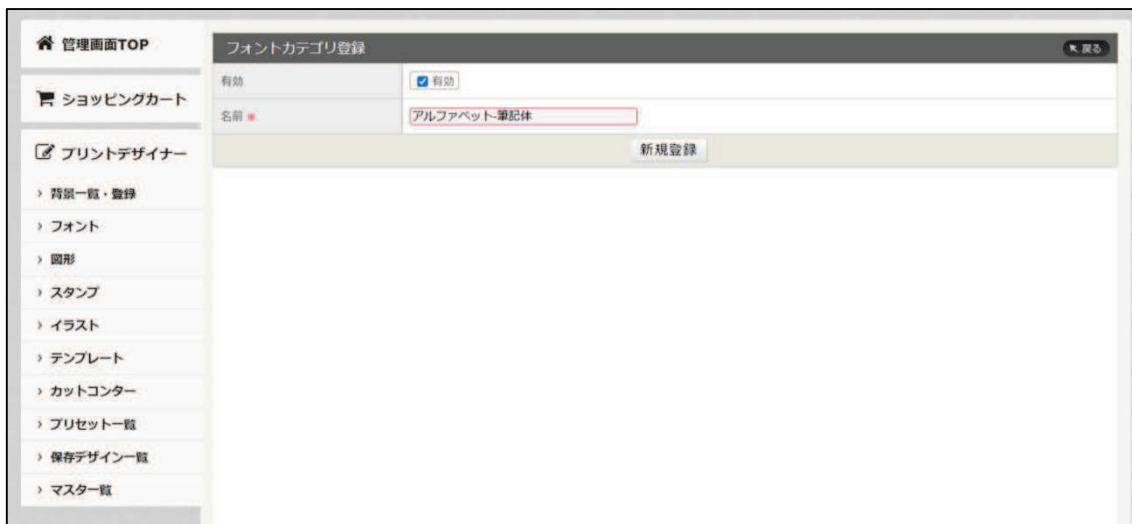 管理画面TOP
ショッピングカート
プリントデザイナー
背景一覧・登録
フォント
図形
スタンプ
イラスト
テンプレート
カットコンター
プリセット一覧
保存デザイン一覧
マスター覧
フォントカテゴリ登録
戻る
有効
有効
名前 ※
アルファベット-筆記体
新規登録